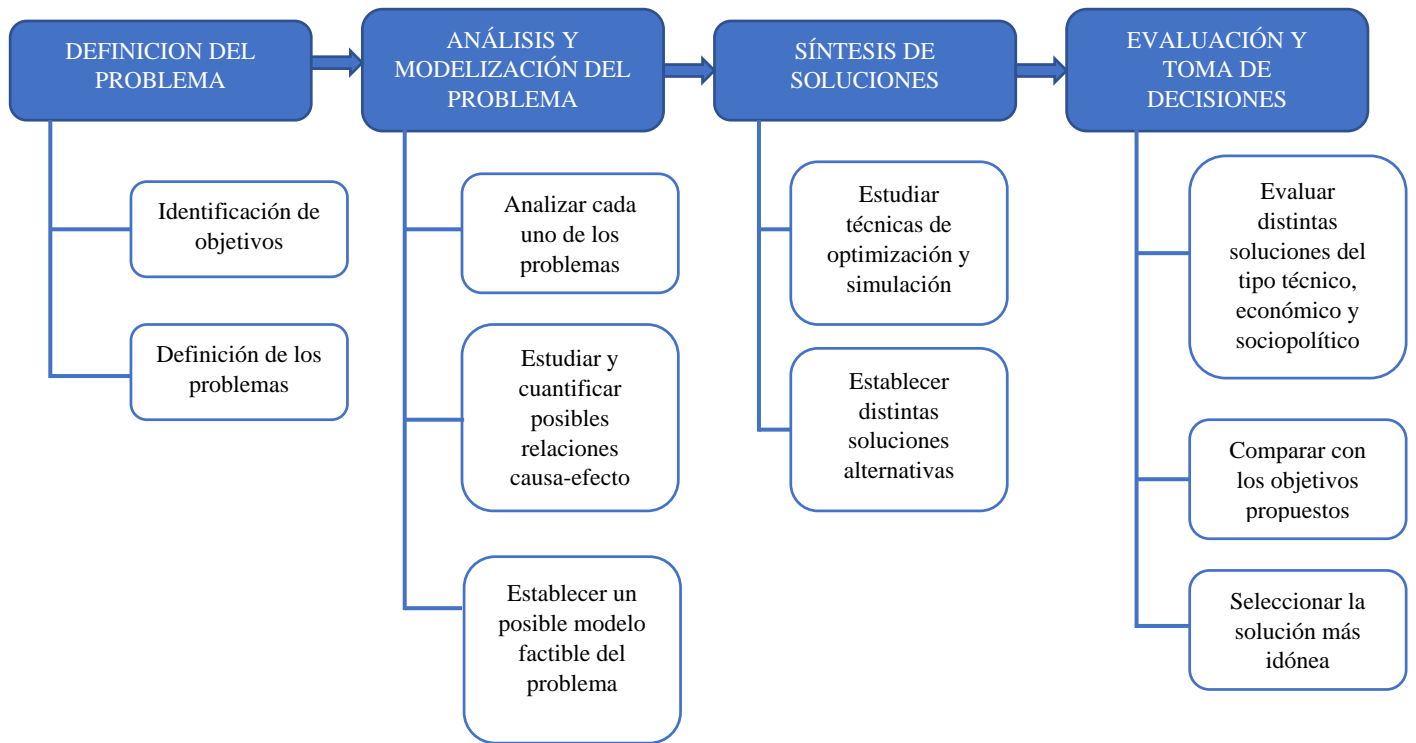 DEFINICION DEL
PROBLEMA
ANÁLISIS Y
MODELIZACIÓN DEL
PROBLEMA
SÍNTESIS DE
SOLUCIONES
EVALUACIÓN Y
TOMA DE
DECISIONES
Identificación de
objetivos
Definición de los
problemas
Analizar cada
uno de los
problemas
Estudiar y
cuantificar
posibles
relaciones
causa-efecto
Establecer un
posible modelo
factible del
problema
Estudiar
técnicas de
optimización y
simulación
Establecer
distintas
soluciones
alternativas
Evaluar
distintas
soluciones del
tipo técnico,
económico y
sociopolítico
Comparar con
los objetivos
propuestos
Seleccionar la
solución más
idónea